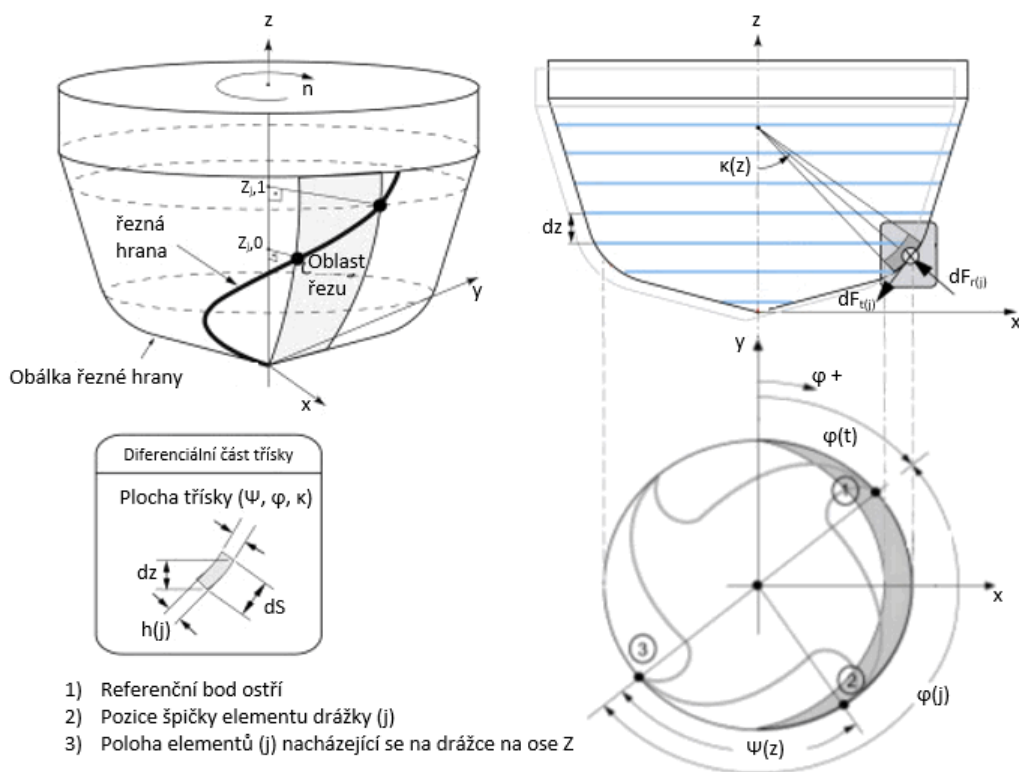 z
n
Zj,1
řezná
hrana
Zj,0
Oblast
řezu
y
Obálka řezné hrany
x
z
κ(z)
dz
dFr(j)
dFt(j)
x
y
φ +
φ(t)
1
x
3
2
φ(j)
Ψ(z)
Diferenciální část třísky
Plocha třísky (Ψ, φ, κ)
dz
dS
h(j)
1) Referenční bod ostří
2) Pozice špičky elementu drážky (j)
3) Poloha elementů (j) nacházející se na drážce na ose Z